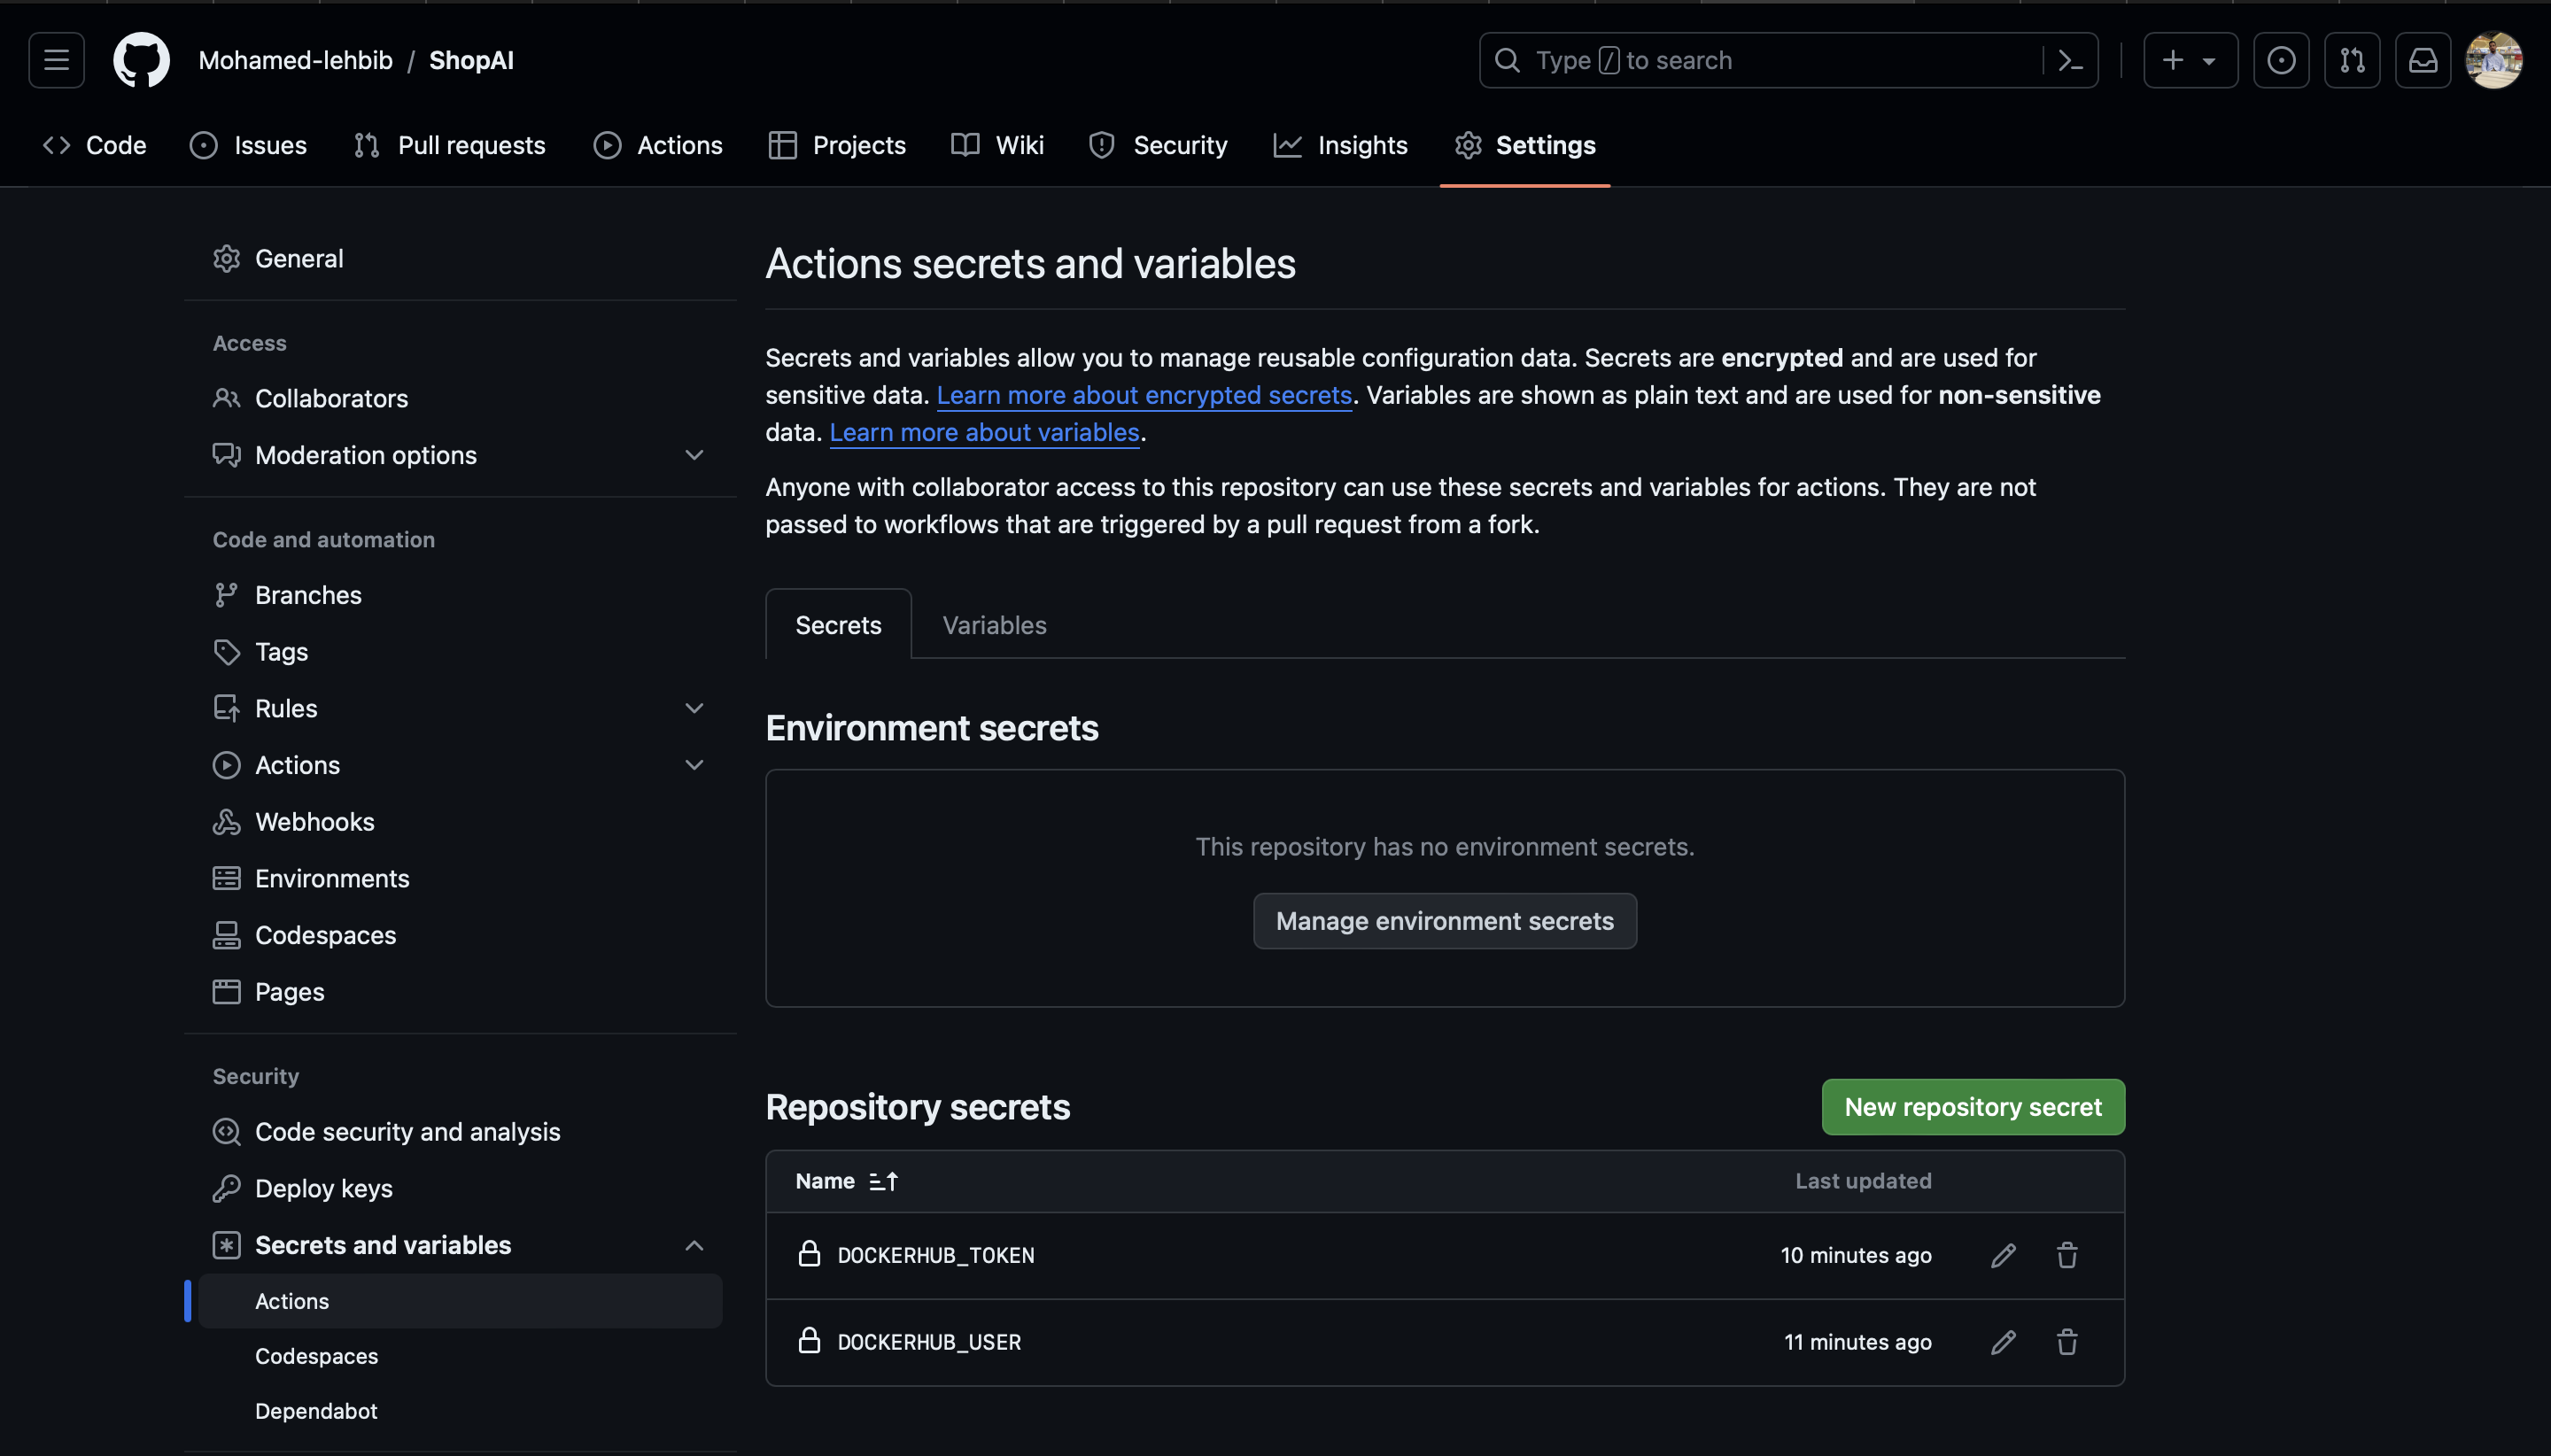 Mohamed-lehbib / ShopAI
Type / to search
Code Issues Pull requests Actions Projects Wiki Security Insights Settings
General
Access
Collaborators
Moderation options
Code and automation
Branches
Tags
Rules
Actions
Webhooks
Environments
Codespaces
Pages
Security
Code security and analysis
Deploy keys
Secrets and variables
Actions
Codespaces
Dependabot
Actions secrets and variables
Secrets and variables allow you to manage reusable configuration data. Secrets are encrypted and are used for
sensitive data. Learn more about encrypted secrets. Variables are shown as plain text and are used for non-sensitive
data. Learn more about variables.
Anyone with collaborator access to this repository can use these secrets and variables for actions. They are not
passed to workflows that are triggered by a pull request from a fork.
Secrets Variables
Environment secrets
This repository has no environment secrets.
Manage environment secrets
Repository secrets New repository secret
Name Last updated
DOCKERHUB_TOKEN 10 minutes ago
DOCKERHUB_USER 11 minutes ago